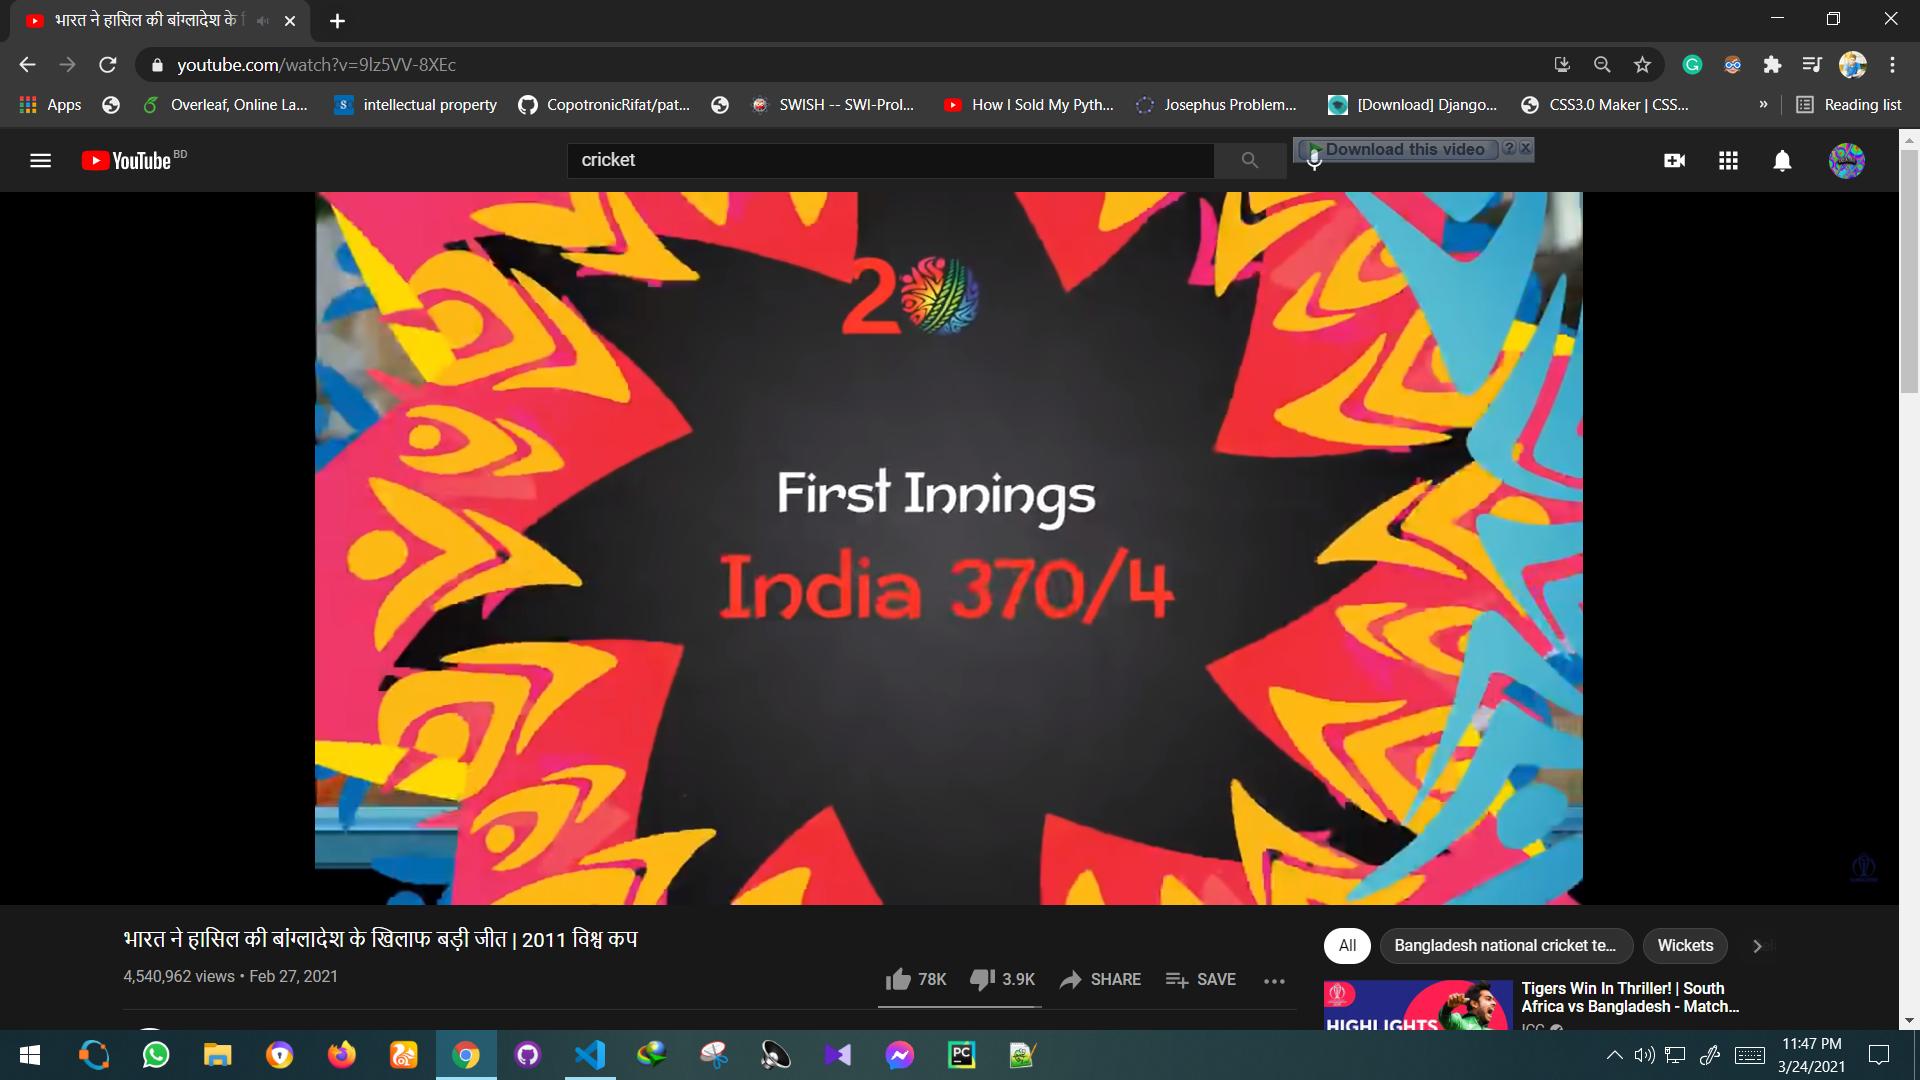 भारत ने हासिल की बांग्लादेश के
youtube.com/watch?v=9lz5VV-8XEc
Apps
Overleaf, Online La...
intellectual property
CopotronicRifat/pat...
SWISH -- SWI-Prol...
How I Sold My Pyth...
Josephus Problem...
[Download] Django...
CSS3.0 Maker | CSS...
»
Reading list
YouTube BD
cricket
Download this video
20
First Innings
India 370/4
भारत ने हासिल की बांग्लादेश के खिलाफ बड़ी जीत | 2011 विश्व कप
4,540,962 views • Feb 27, 2021
78K
3.9K
SHARE
SAVE
All
Bangladesh national cricket te...
Wickets
Tigers Win In Thriller! | South
Africa vs Bangladesh - Match...
ICC
HIGHLIGHTS
PC
11:47 PM
3/24/2021